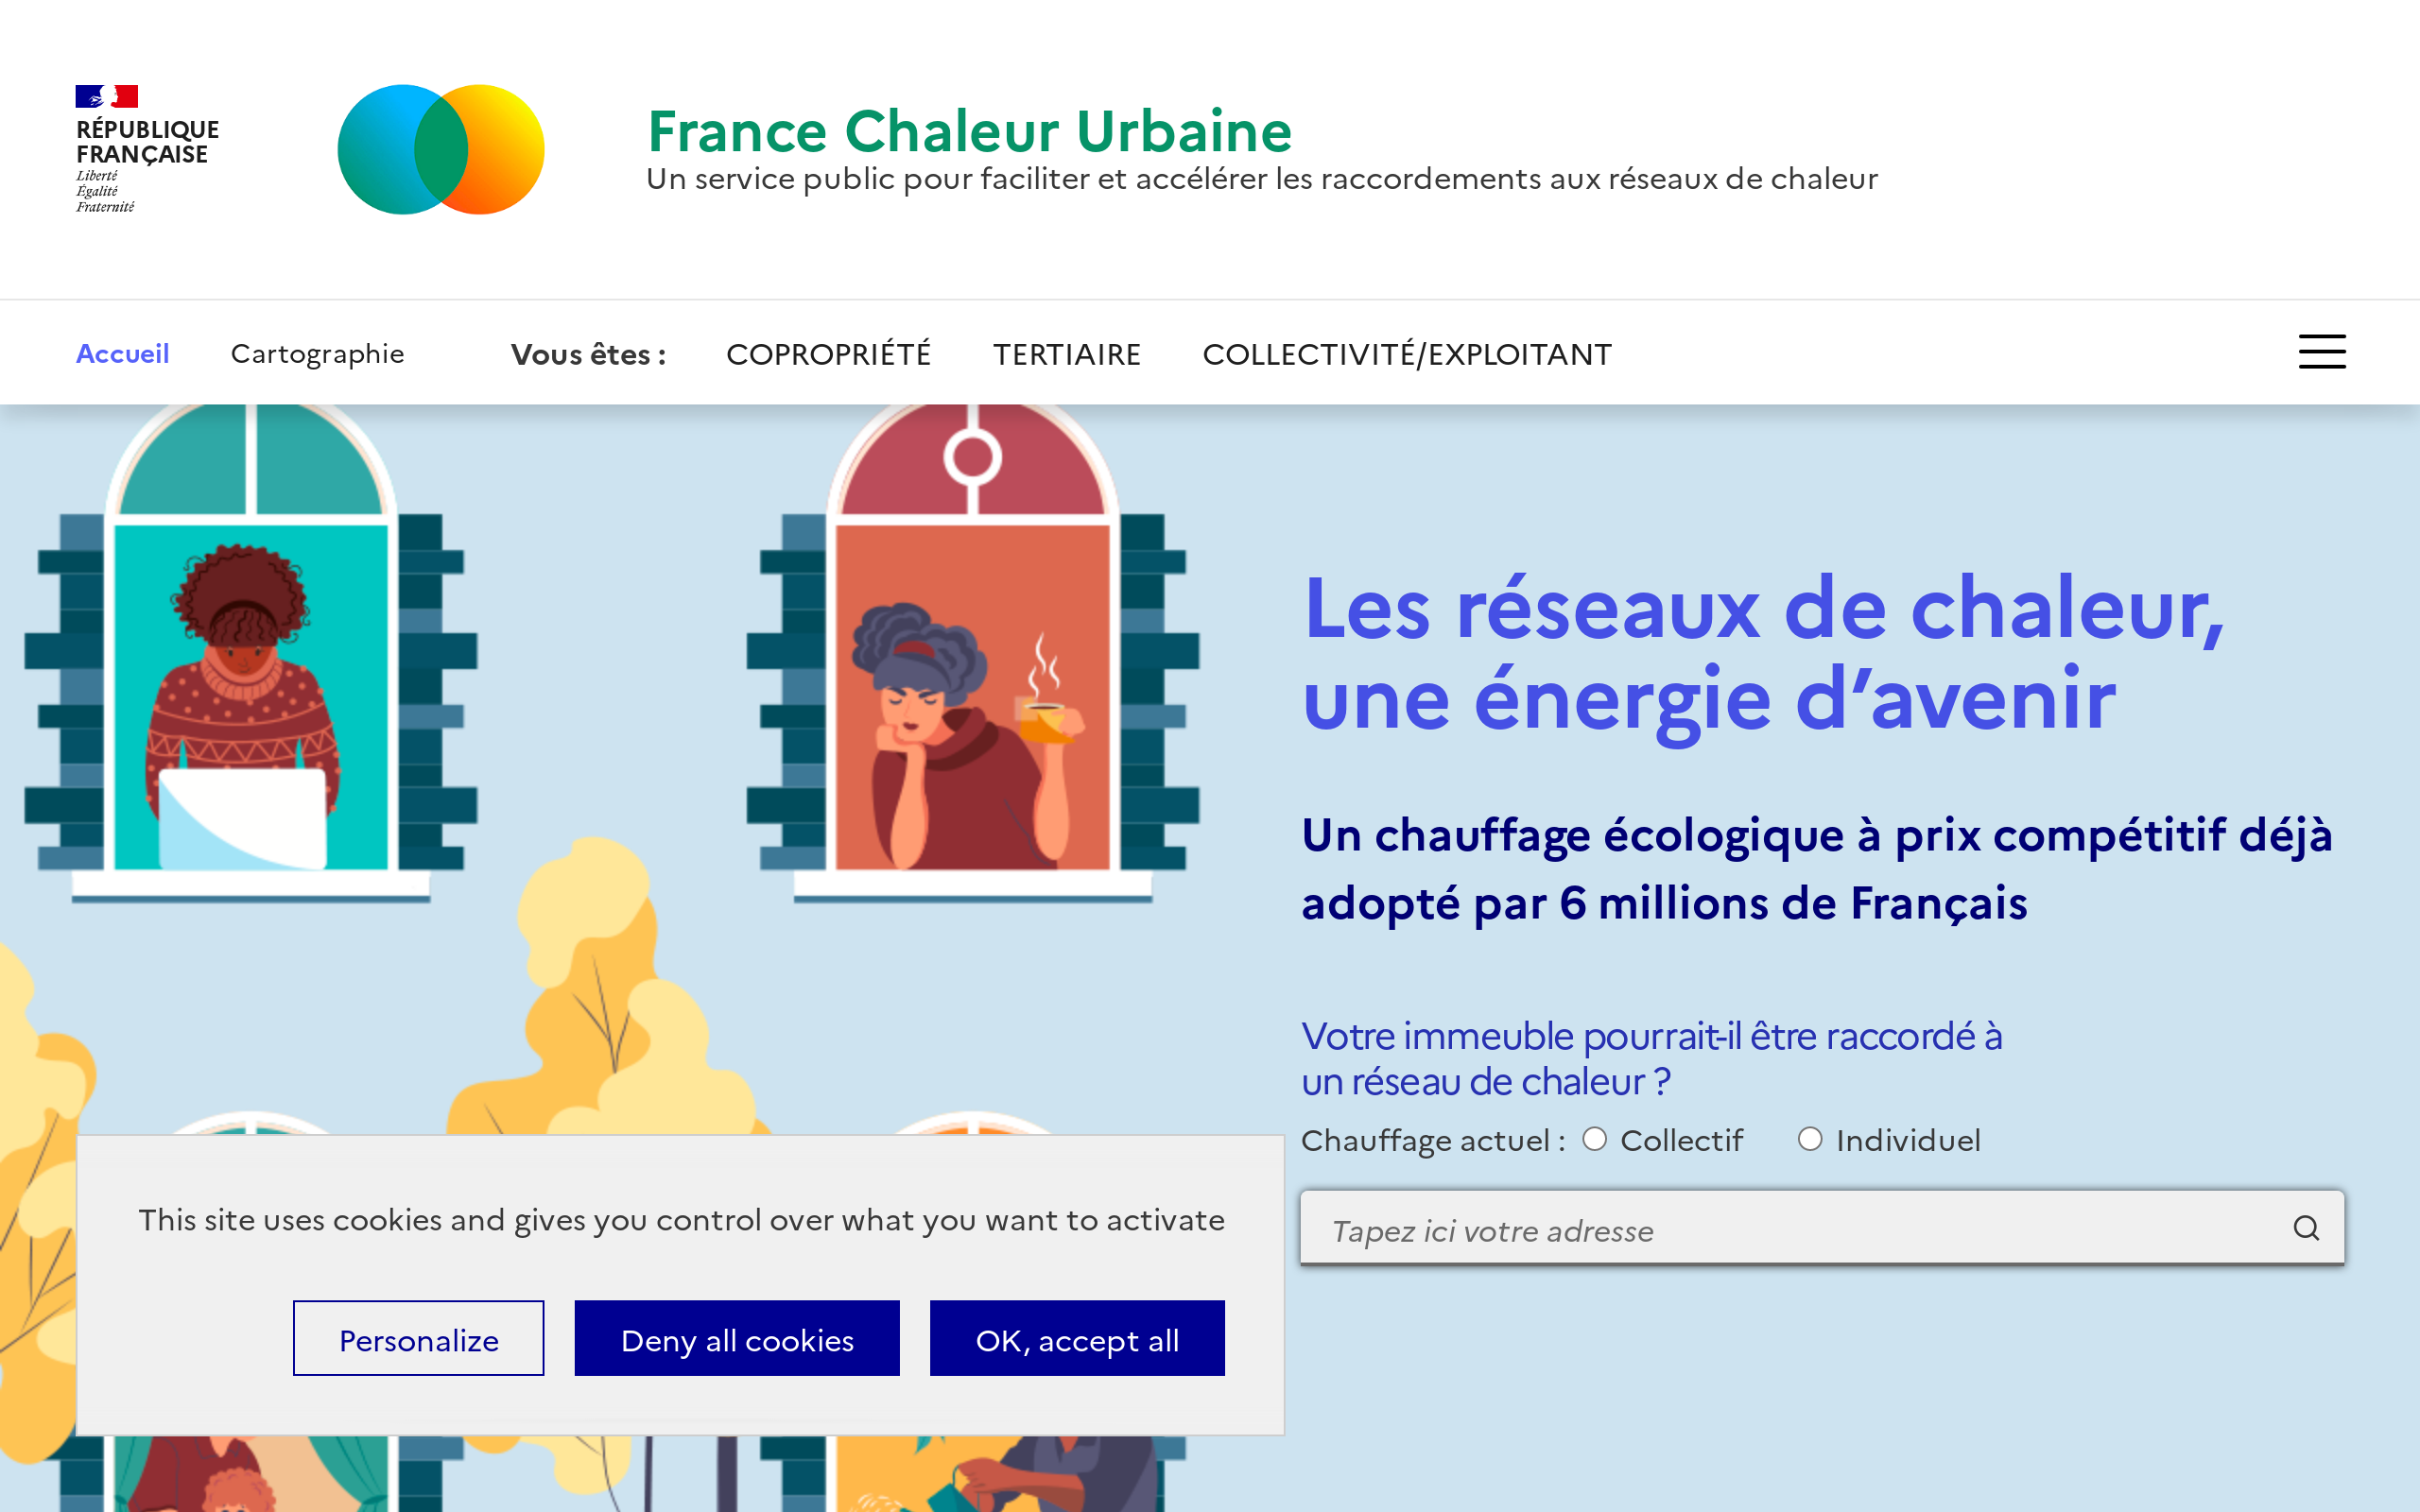 RÉPUBLIQUE
FRANÇAISE
Liberté
Égalité
Fraternité
France Chaleur Urbaine
Un service public pour faciliter et accélérer les raccordements aux réseaux de chaleur
Accueil Cartographie Vous êtes : COPROPRIÉTÉ TERTIAIRE COLLECTIVITÉ/EXPLOITANT
Les réseaux de chaleur,
une énergie d’avenir
Un chauffage écologique à prix compétitif déjà
adopté par 6 millions de Français
Votre immeuble pourrait-il être raccordé à
un réseau de chaleur ?
Chauffage actuel : Collectif Individuel
Tapez ici votre adresse
This site uses cookies and gives you control over what you want to activate
Personalize Deny all cookies OK, accept all